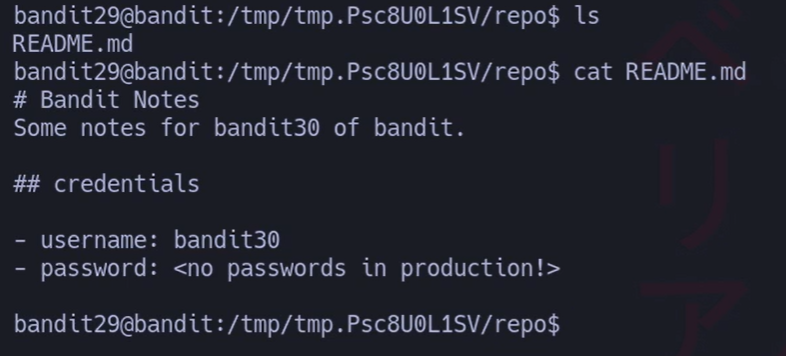 bandit29@bandit:/tmp/tmp.Psc8U0L1SV/repo$ ls
README.md
bandit29@bandit:/tmp/tmp.Psc8U0L1SV/repo$ cat README.md
# Bandit Notes
Some notes for bandit30 of bandit.

## credentials

- username: bandit30
- password: <no passwords in production!>

bandit29@bandit:/tmp/tmp.Psc8U0L1SV/repo$
リア